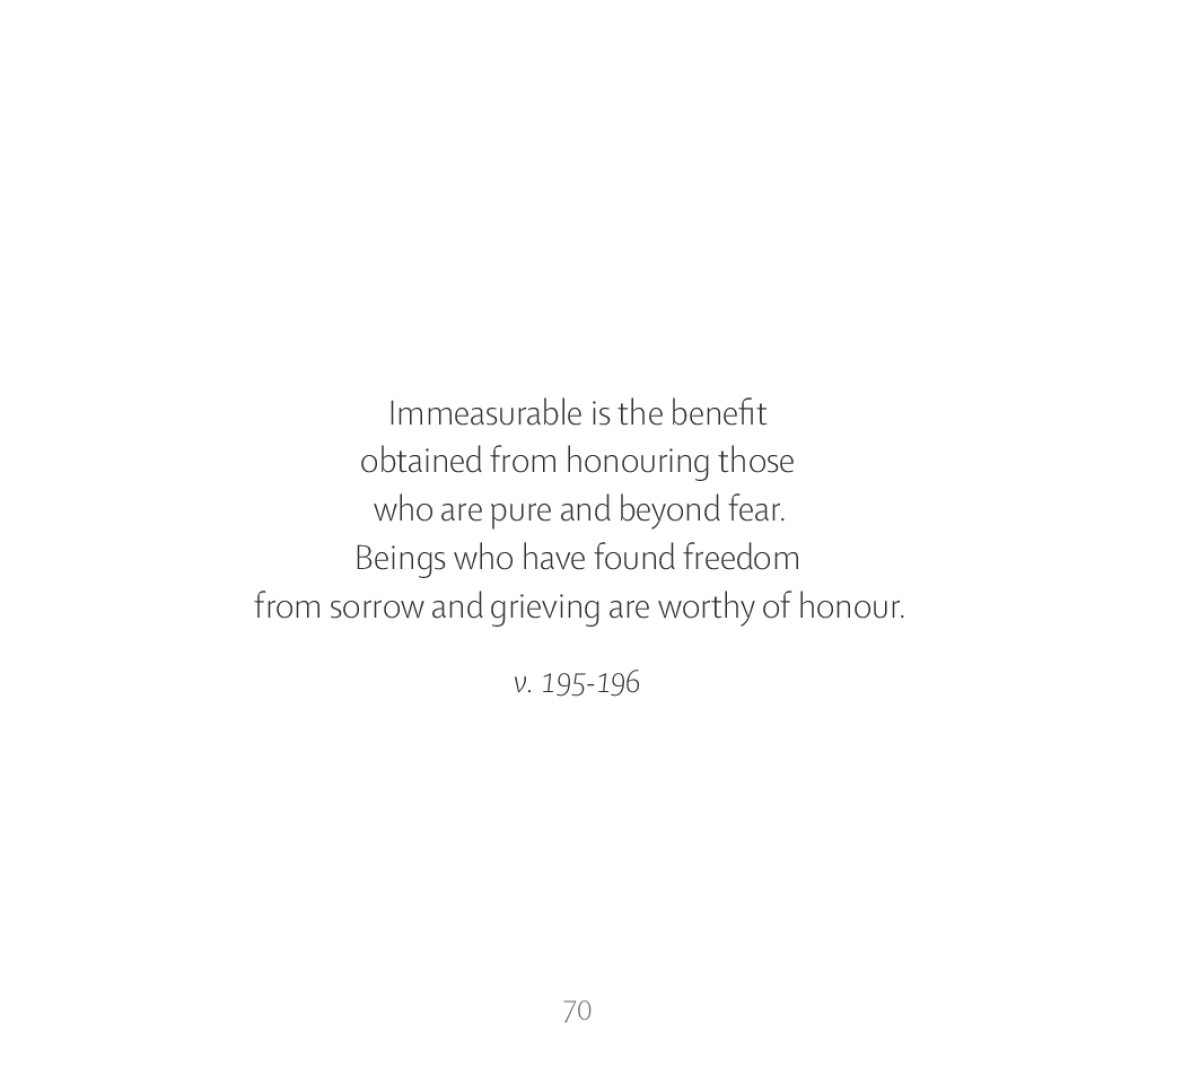 Immeasurable is the benefit
obtained from honouring those
who are pure and beyond fear.
Beings who have found freedom
from sorrow and grieving are worthy of honour.
v. 195-196
70